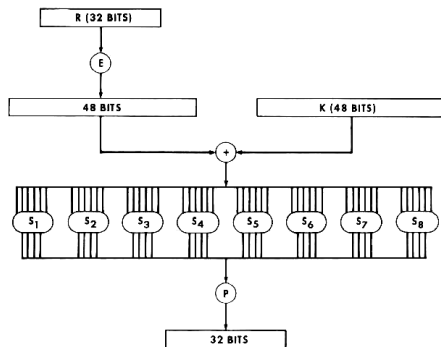 R (32 BITS)
E
48 BITS
K (48 BITS)
+
S1 S2 S3 S4 S5 S6 S7 S8
P
32 BITS